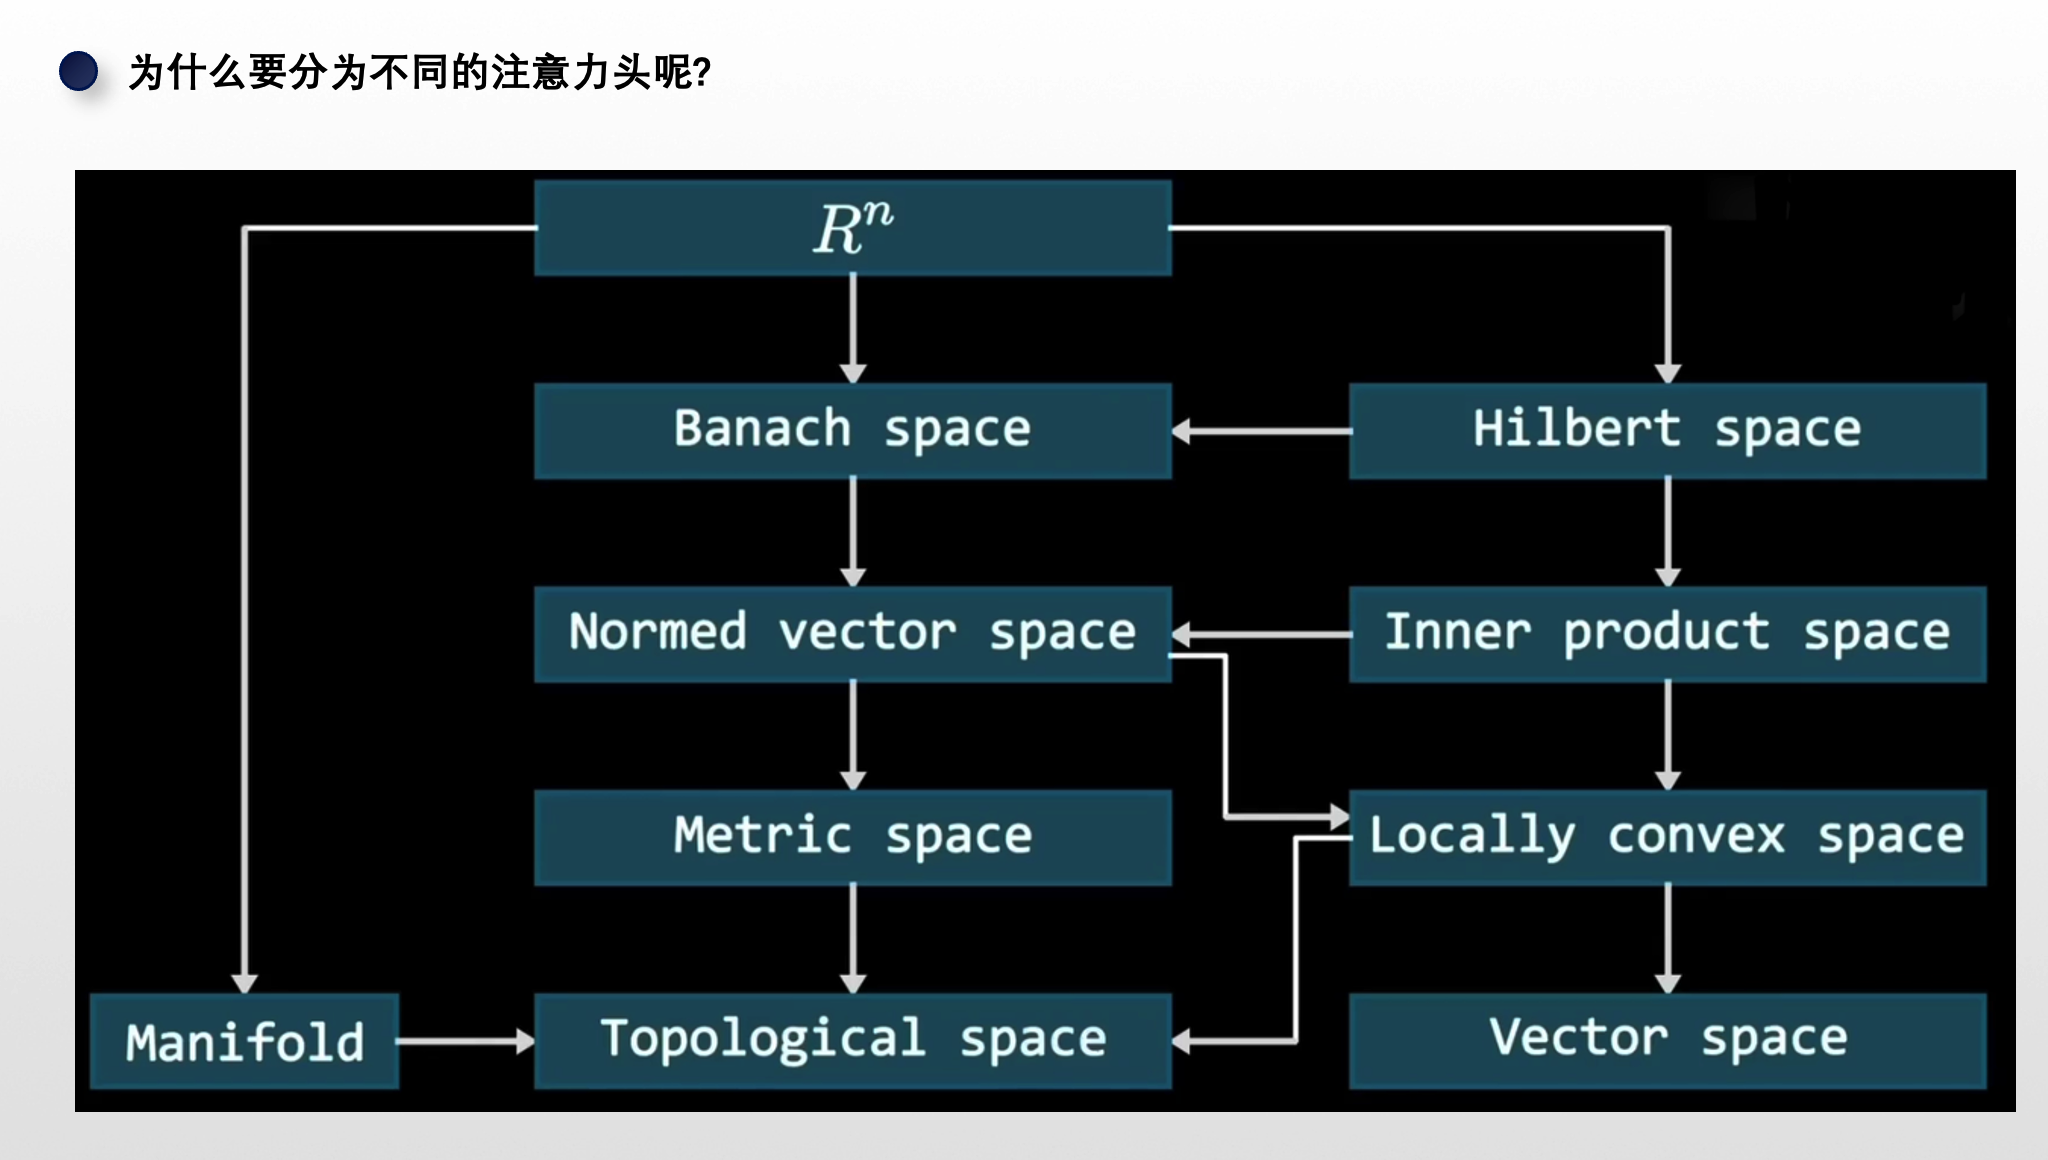 为什么要分为不同的注意力头呢?
Rⁿ
Banach space
Hilbert space
Normed vector space
Inner product space
Metric space
Locally convex space
Manifold
Topological space
Vector space